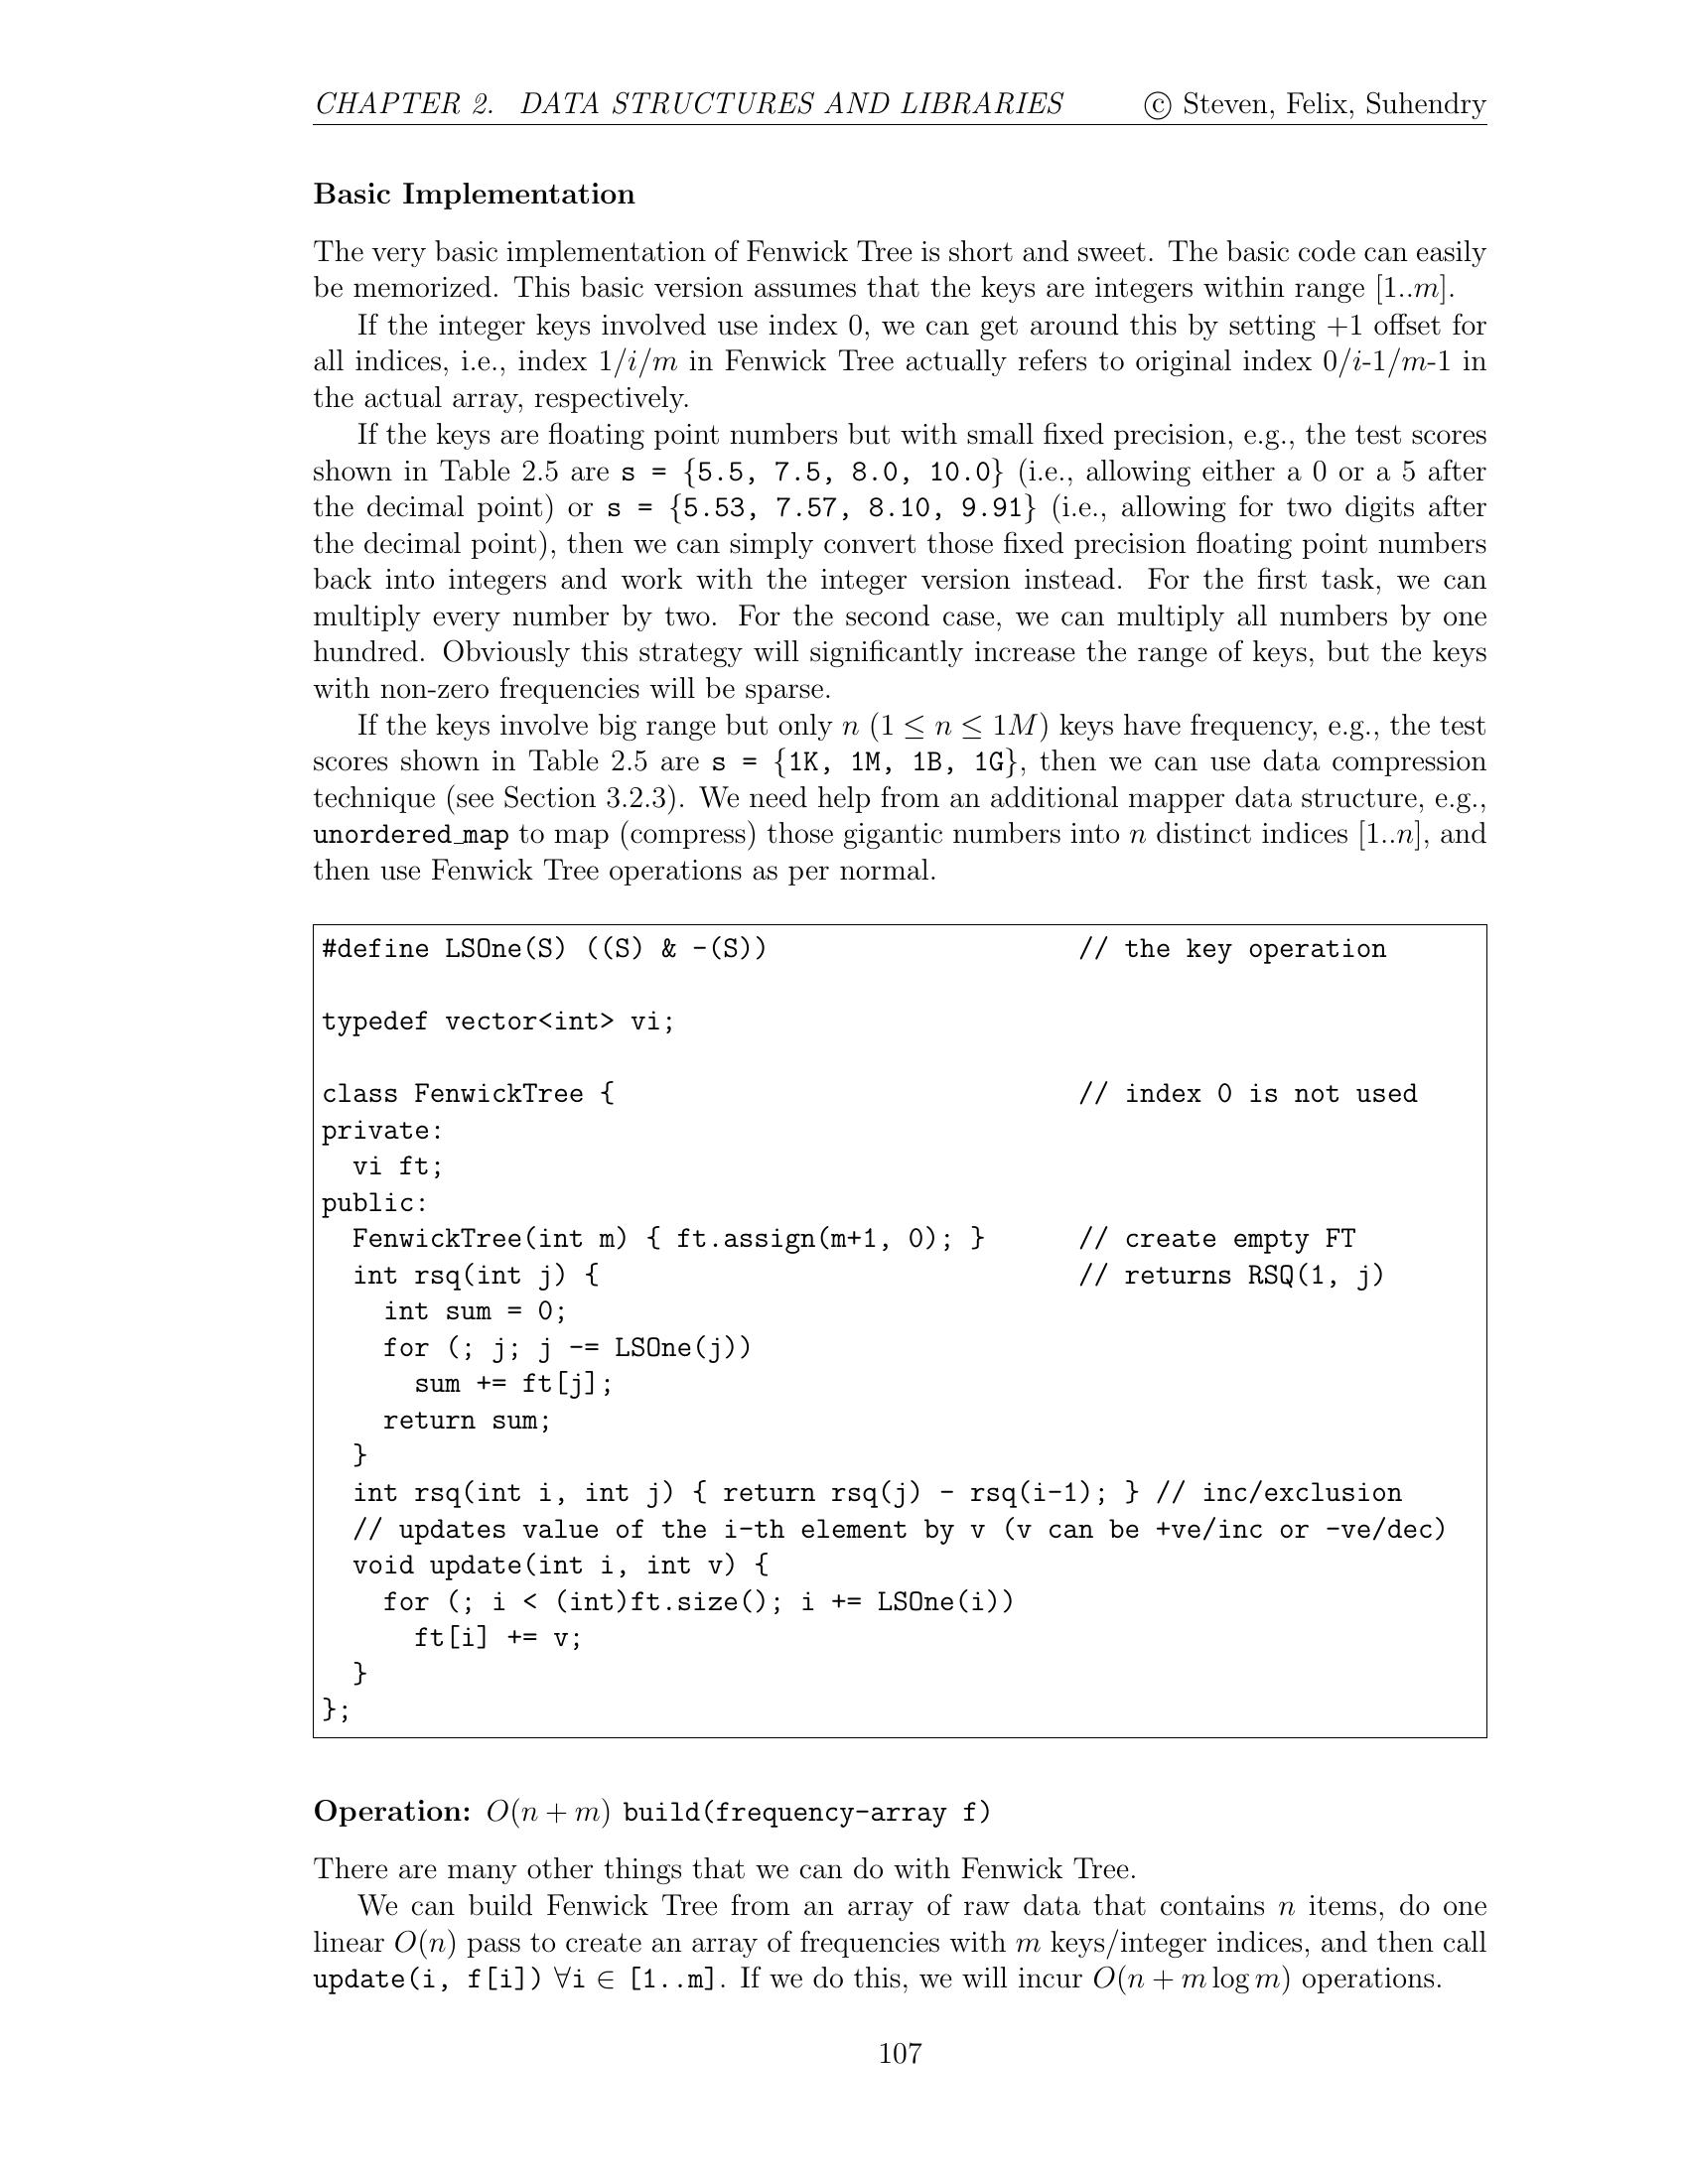 CHAPTER 2. DATA STRUCTURES AND LIBRARIES © Steven, Felix, Suhendry
Basic Implementation
The very basic implementation of Fenwick Tree is short and sweet. The basic code can easily
be memorized. This basic version assumes that the keys are integers within range [1..m].
If the integer keys involved use index 0, we can get around this by setting +1 offset for
all indices, i.e., index 1/i/m in Fenwick Tree actually refers to original index 0/i-1/m-1 in
the actual array, respectively.
If the keys are floating point numbers but with small fixed precision, e.g., the test scores
shown in Table 2.5 are s = {5.5, 7.5, 8.0, 10.0} (i.e., allowing either a 0 or a 5 after
the decimal point) or s = {5.53, 7.57, 8.10, 9.91} (i.e., allowing for two digits after
the decimal point), then we can simply convert those fixed precision floating point numbers
back into integers and work with the integer version instead. For the first task, we can
multiply every number by two. For the second case, we can multiply all numbers by one
hundred. Obviously this strategy will significantly increase the range of keys, but the keys
with non-zero frequencies will be sparse.
If the keys involve big range but only n (1 ≤ n ≤ 1M) keys have frequency, e.g., the test
scores shown in Table 2.5 are s = {1K, 1M, 1B, 1G}, then we can use data compression
technique (see Section 3.2.3). We need help from an additional mapper data structure, e.g.,
unordered_map to map (compress) those gigantic numbers into n distinct indices [1..n], and
then use Fenwick Tree operations as per normal.
#define LSOne(S) ((S) & -(S)) // the key operation
typedef vector<int> vi;
class FenwickTree { // index 0 is not used
private:
vi ft;
public:
FenwickTree(int m) { ft.assign(m+1, 0); } // create empty FT
int rsq(int j) { // returns RSQ(1, j)
int sum = 0;
for (; j; j -= LSOne(j))
sum += ft[j];
return sum;
}
int rsq(int i, int j) { return rsq(j) - rsq(i-1); } // inc/exclusion
// updates value of the i-th element by v (v can be +ve/inc or -ve/dec)
void update(int i, int v) {
for (; i < (int)ft.size(); i += LSOne(i))
ft[i] += v;
}
};
Operation: O(n + m) build(frequency-array f)
There are many other things that we can do with Fenwick Tree.
We can build Fenwick Tree from an array of raw data that contains n items, do one
linear O(n) pass to create an array of frequencies with m keys/integer indices, and then call
update(i, f[i]) ∀i ∈ [1..m]. If we do this, we will incur O(n + m log m) operations.
107